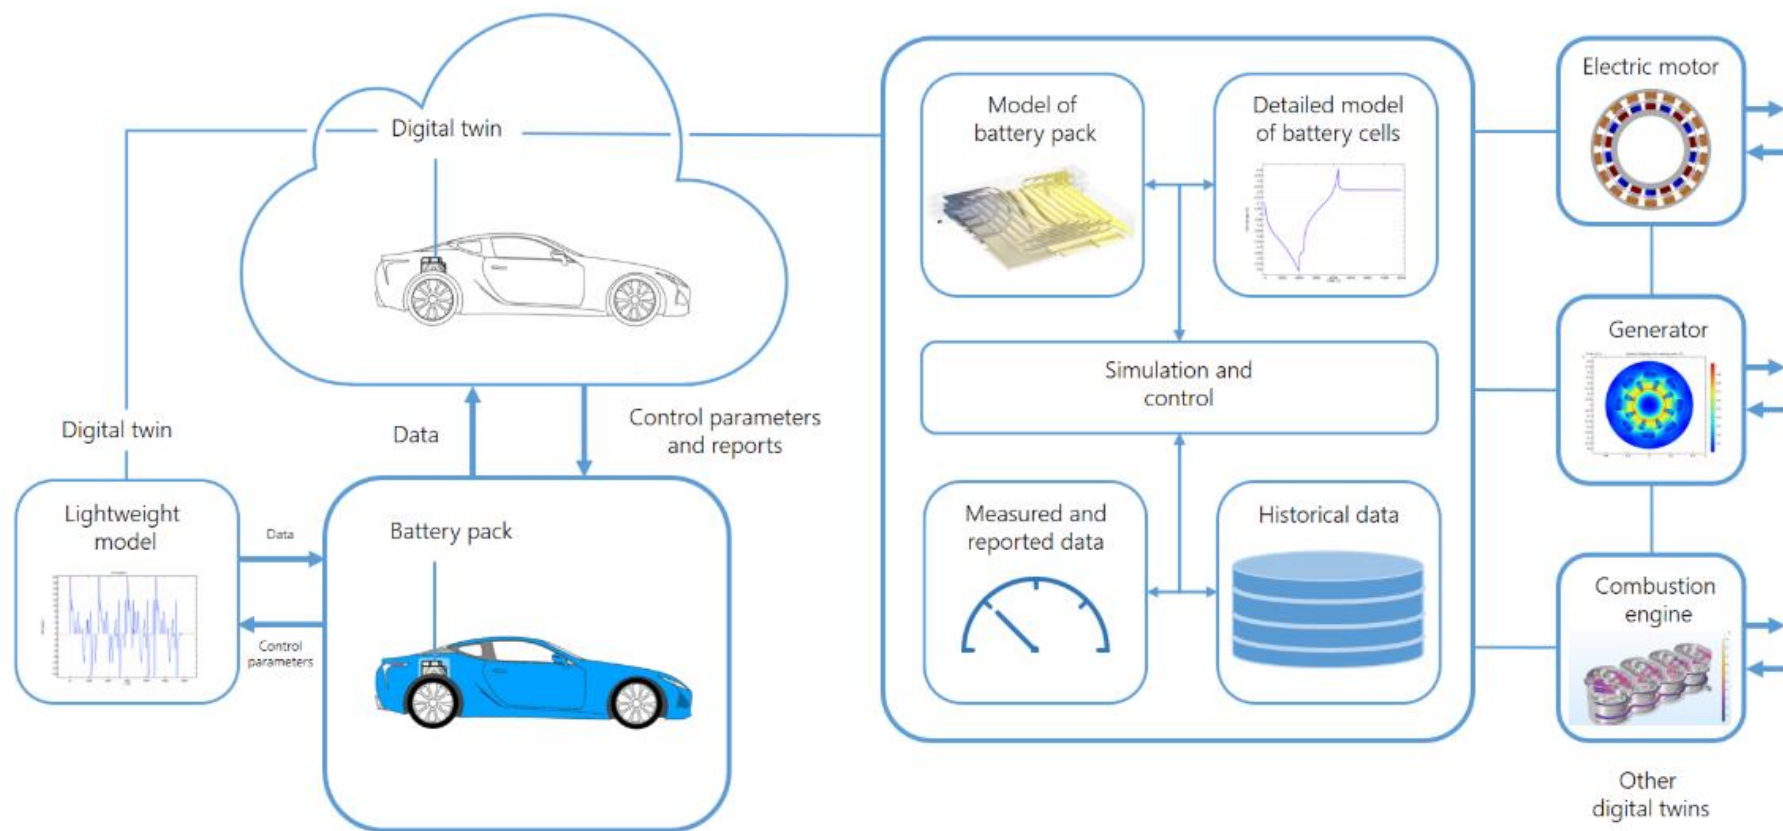 Digital twin
Data
Control parameters
and reports
Digital twin
Lightweight
model
Data
Control
parameters
Battery pack
Model of
battery pack
Detailed model
of battery cells
Simulation and
control
Measured and
reported data
Historical data
Electric motor
Generator
Combustion
engine
Other
digital twins